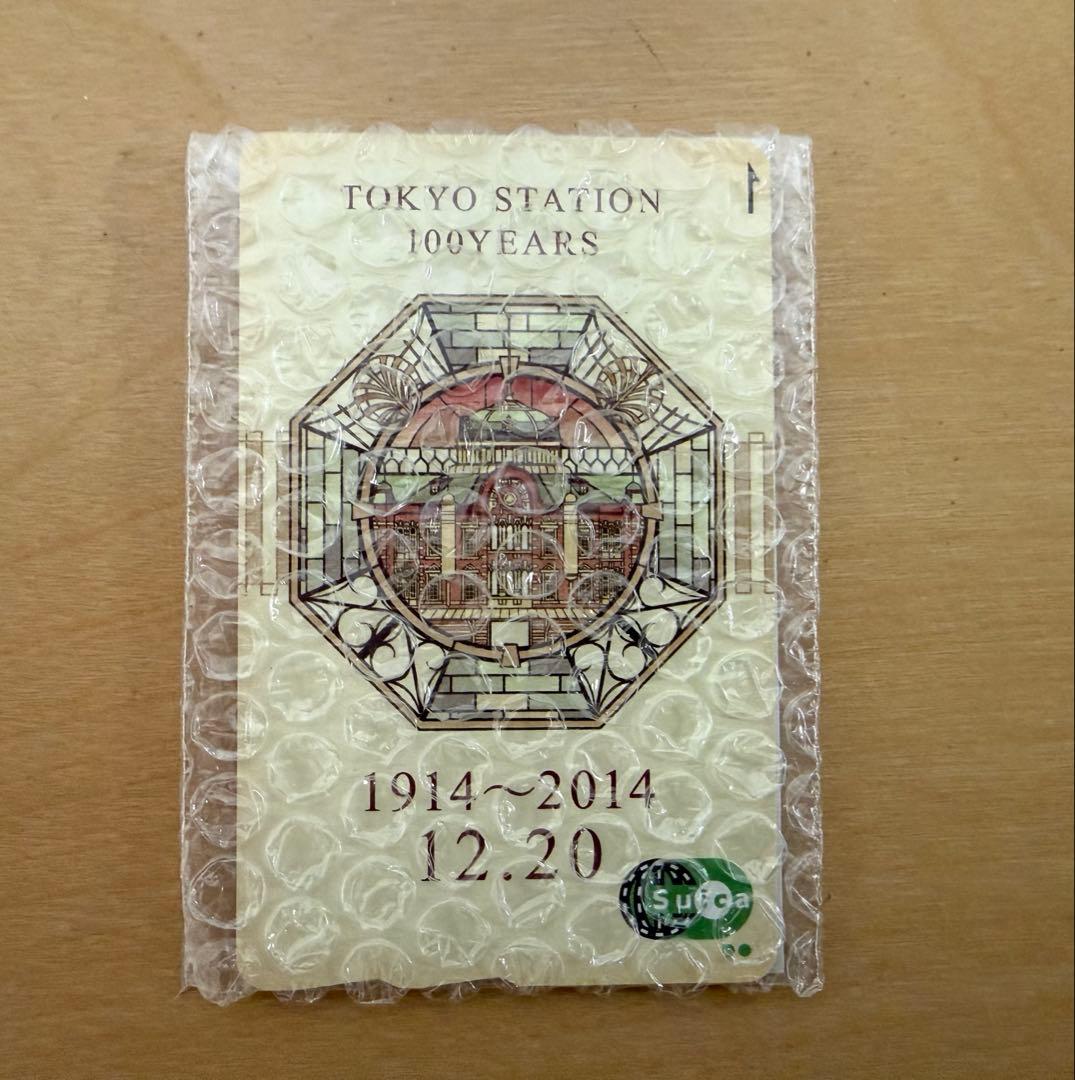 TOKYO STATION
100YEARS
1914〜2014
12.20
Suica